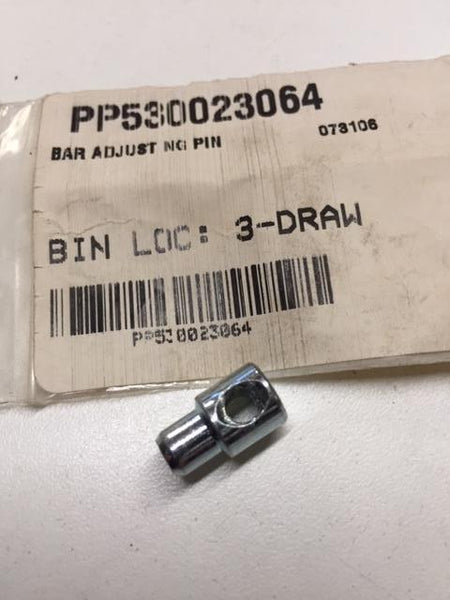 PP530023064
BAR ADJUST NG PIN
073106
BIN LOC: 3-DRAW
PP530023064